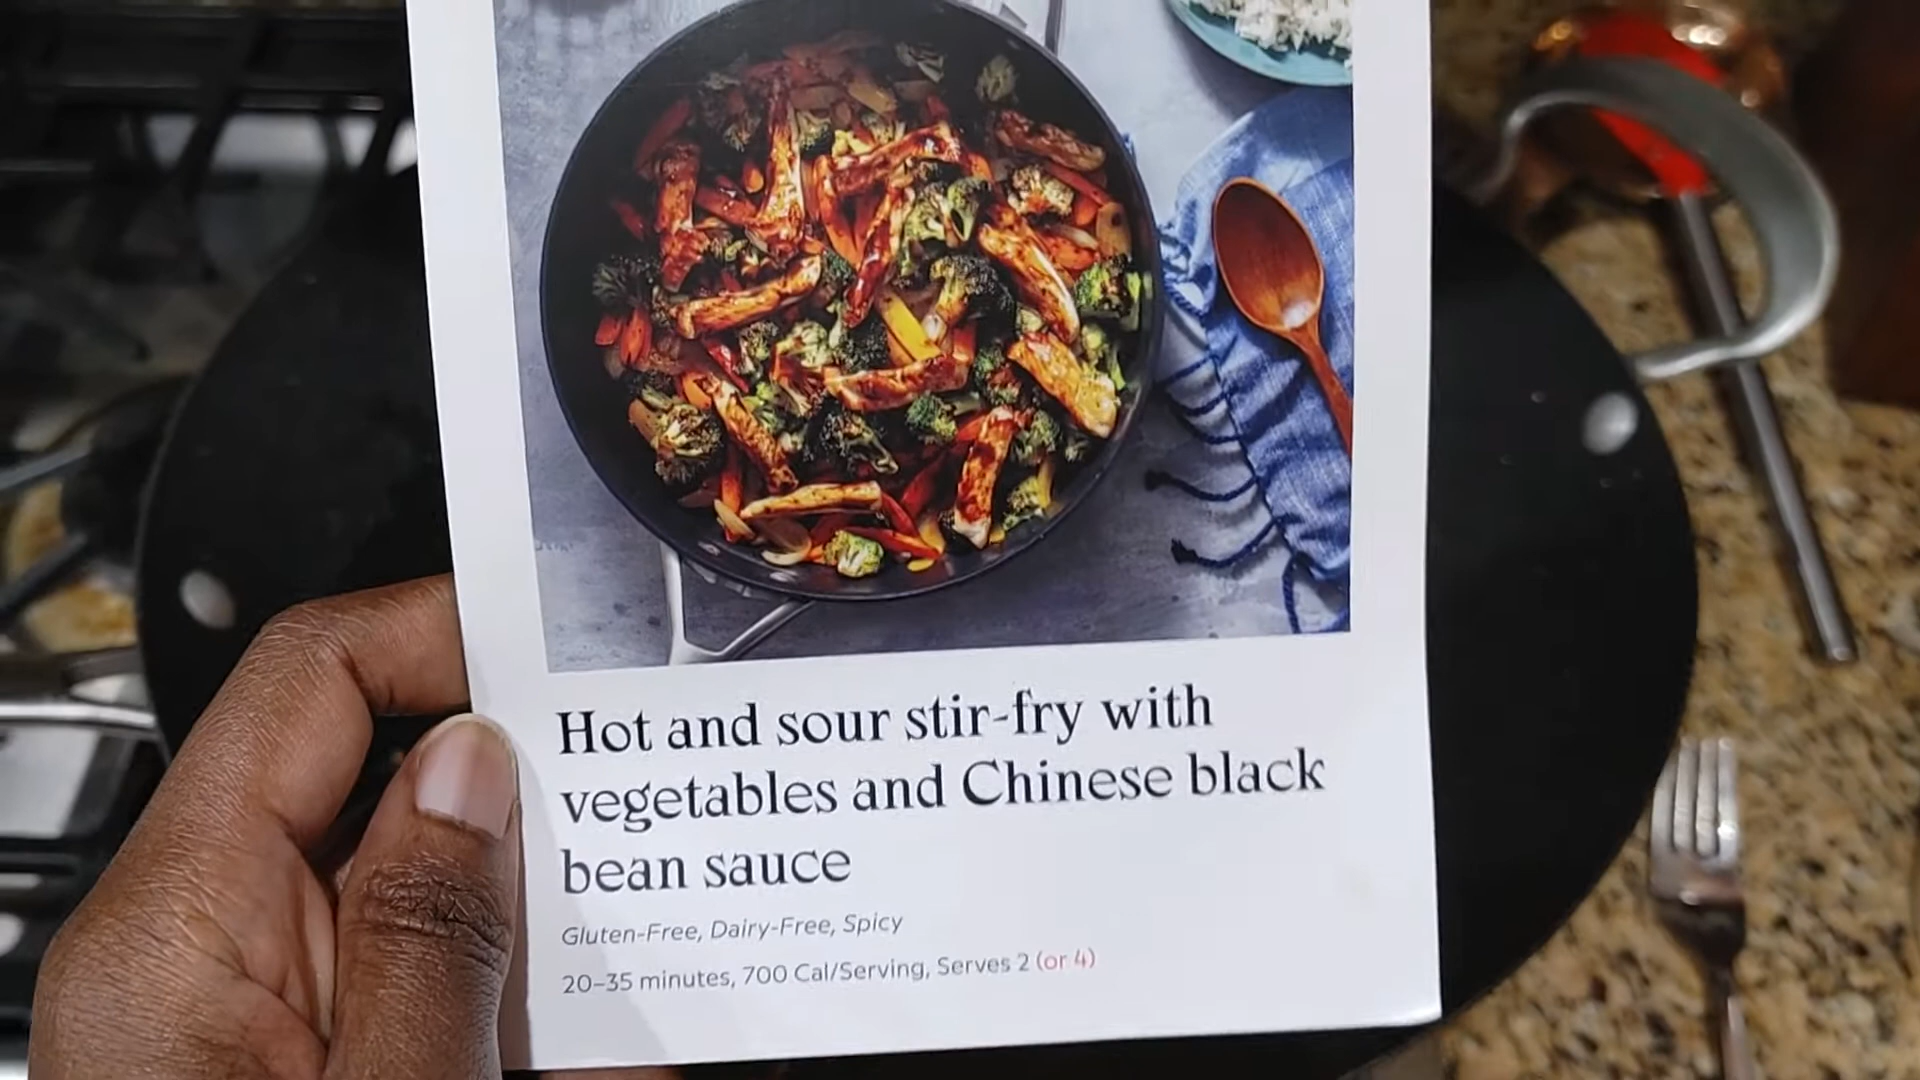 Hot and sour stir-fry with
vegetables and Chinese black
bean sauce
Gluten-Free, Dairy-Free, Spicy
20–35 minutes, 700 Cal/Serving, Serves 2 (or 4)